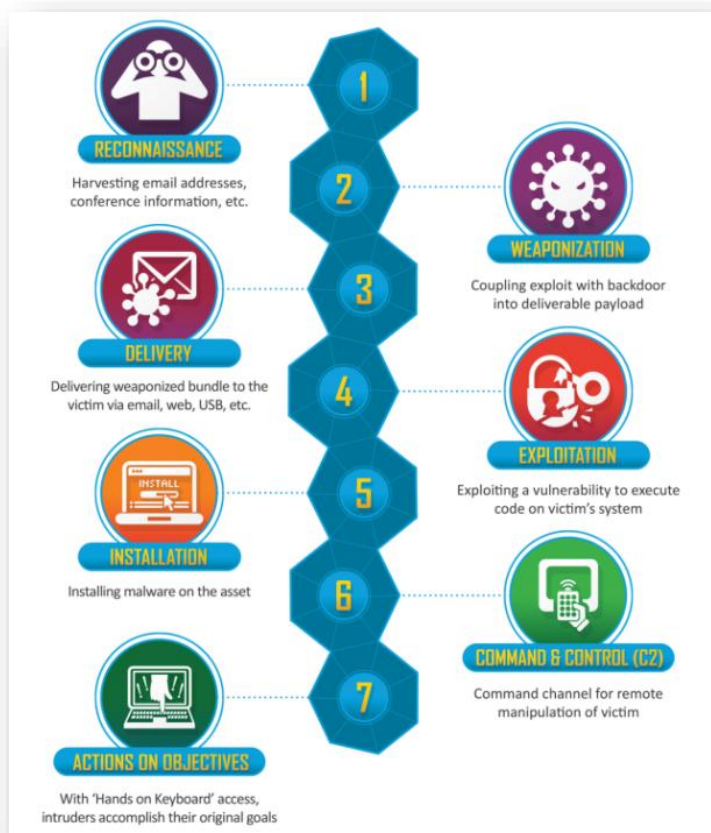 1
RECONNAISSANCE
Harvesting email addresses,
conference information, etc.
2
WEAPONIZATION
Coupling exploit with backdoor
into deliverable payload
3
DELIVERY
Delivering weaponized bundle to the
victim via email, web, USB, etc.
4
EXPLOITATION
Exploiting a vulnerability to execute
code on victim's system
5
INSTALL
INSTALLATION
Installing malware on the asset
6
COMMAND & CONTROL (C2)
Command channel for remote
manipulation of victim
7
ACTIONS ON OBJECTIVES
With 'Hands on Keyboard' access,
intruders accomplish their original goals